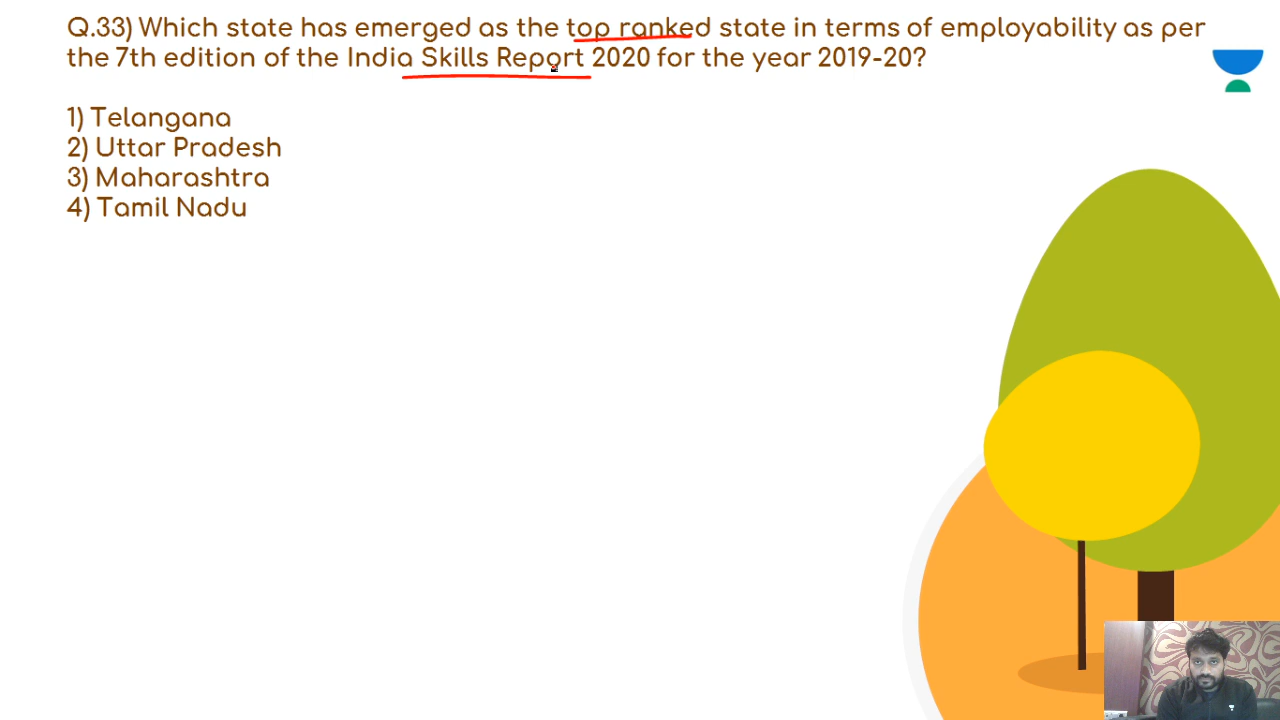 Q.33) Which state has emerged as the top ranked state in terms of employability as per
the 7th edition of the India Skills Report 2020 for the year 2019-20?
1) Telangana
2) Uttar Pradesh
3) Maharashtra
4) Tamil Nadu